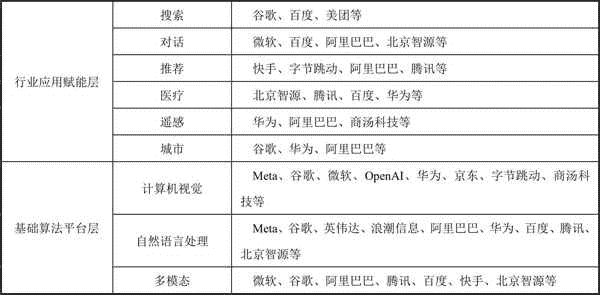 行业应用赋能层
搜索
谷歌、百度、美团等
对话
微软、百度、阿里巴巴、北京智源等
推荐
快手、字节跳动、阿里巴巴、腾讯等
医疗
北京智源、腾讯、百度、华为等
遥感
华为、阿里巴巴、商汤科技等
城市
谷歌、华为、阿里巴巴等
基础算法平台层
计算机视觉
Meta、谷歌、微软、OpenAI、华为、京东、字节跳动、商汤科
技等
自然语言处理
Meta、谷歌、英伟达、浪潮信息、阿里巴巴、华为、百度、腾讯、
北京智源等
多模态
微软、谷歌、阿里巴巴、腾讯、百度、快手、北京智源等